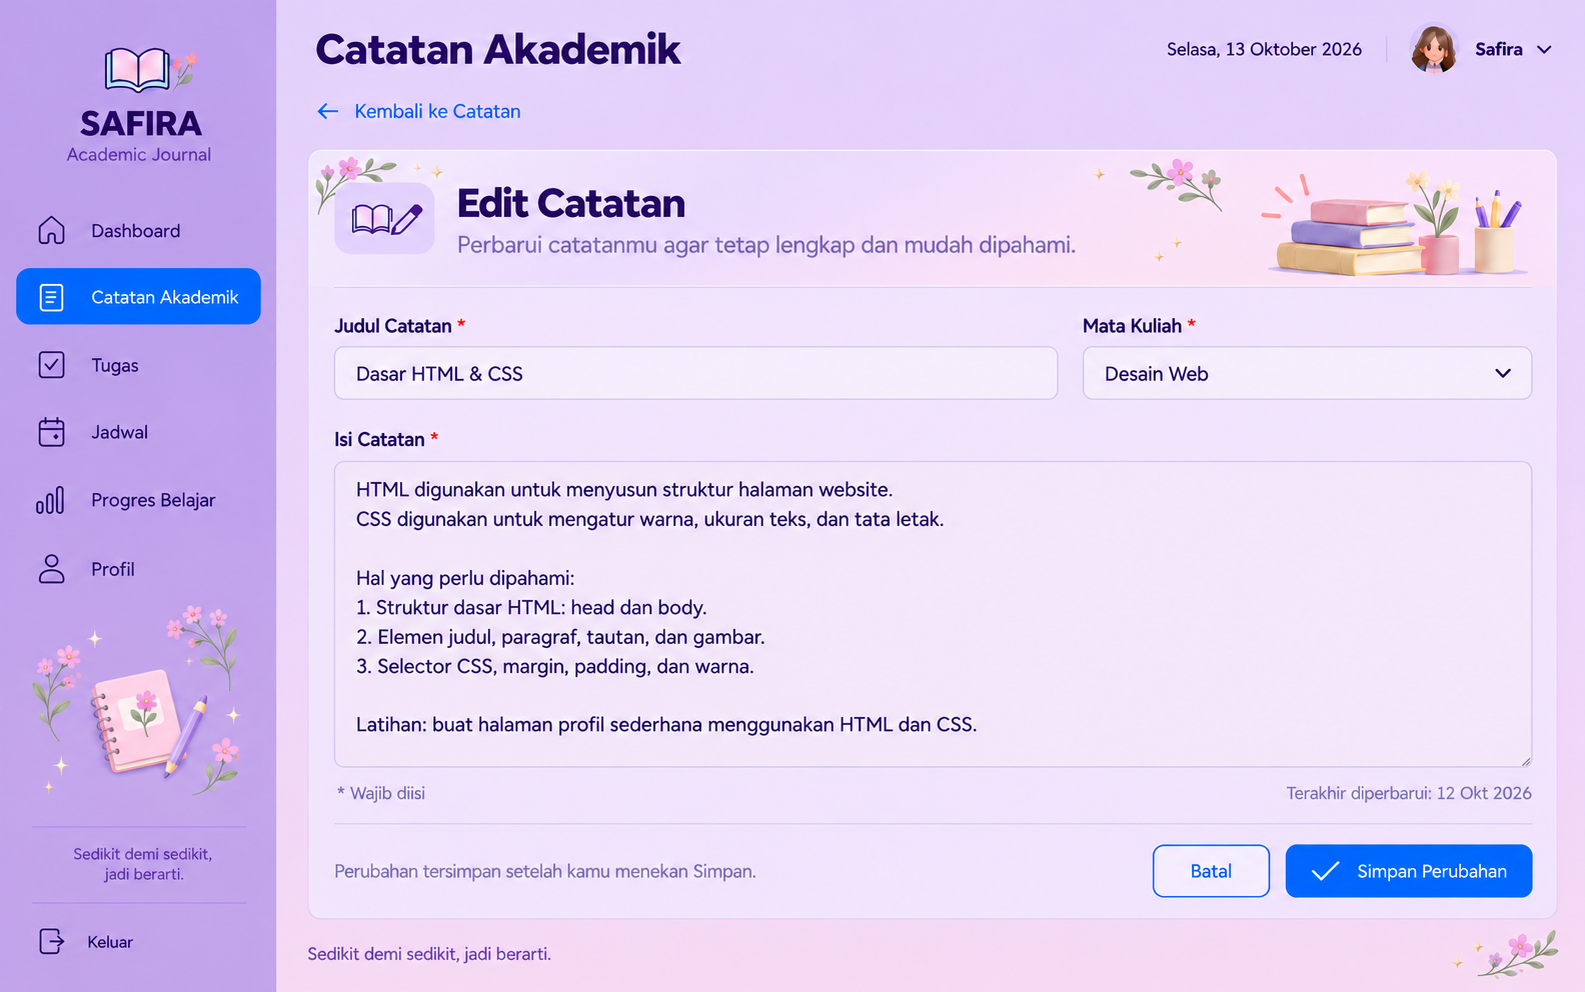 SAFIRA
Academic Journal
Dashboard
Catatan Akademik
Tugas
Jadwal
Progres Belajar
Profil
Sedikit demi sedikit,
jadi berarti.
Keluar
Catatan Akademik
Selasa, 13 Oktober 2026
Safira
Kembali ke Catatan
Edit Catatan
Perbarui catatanmu agar tetap lengkap dan mudah dipahami.
Judul Catatan *
Dasar HTML & CSS
Mata Kuliah *
Desain Web
Isi Catatan *
HTML digunakan untuk menyusun struktur halaman website.
CSS digunakan untuk mengatur warna, ukuran teks, dan tata letak.
Hal yang perlu dipahami:
1. Struktur dasar HTML: head dan body.
2. Elemen judul, paragraf, tautan, dan gambar.
3. Selector CSS, margin, padding, dan warna.
Latihan: buat halaman profil sederhana menggunakan HTML dan CSS.
* Wajib diisi
Terakhir diperbarui: 12 Okt 2026
Perubahan tersimpan setelah kamu menekan Simpan.
Batal
Simpan Perubahan
Sedikit demi sedikit, jadi berarti.